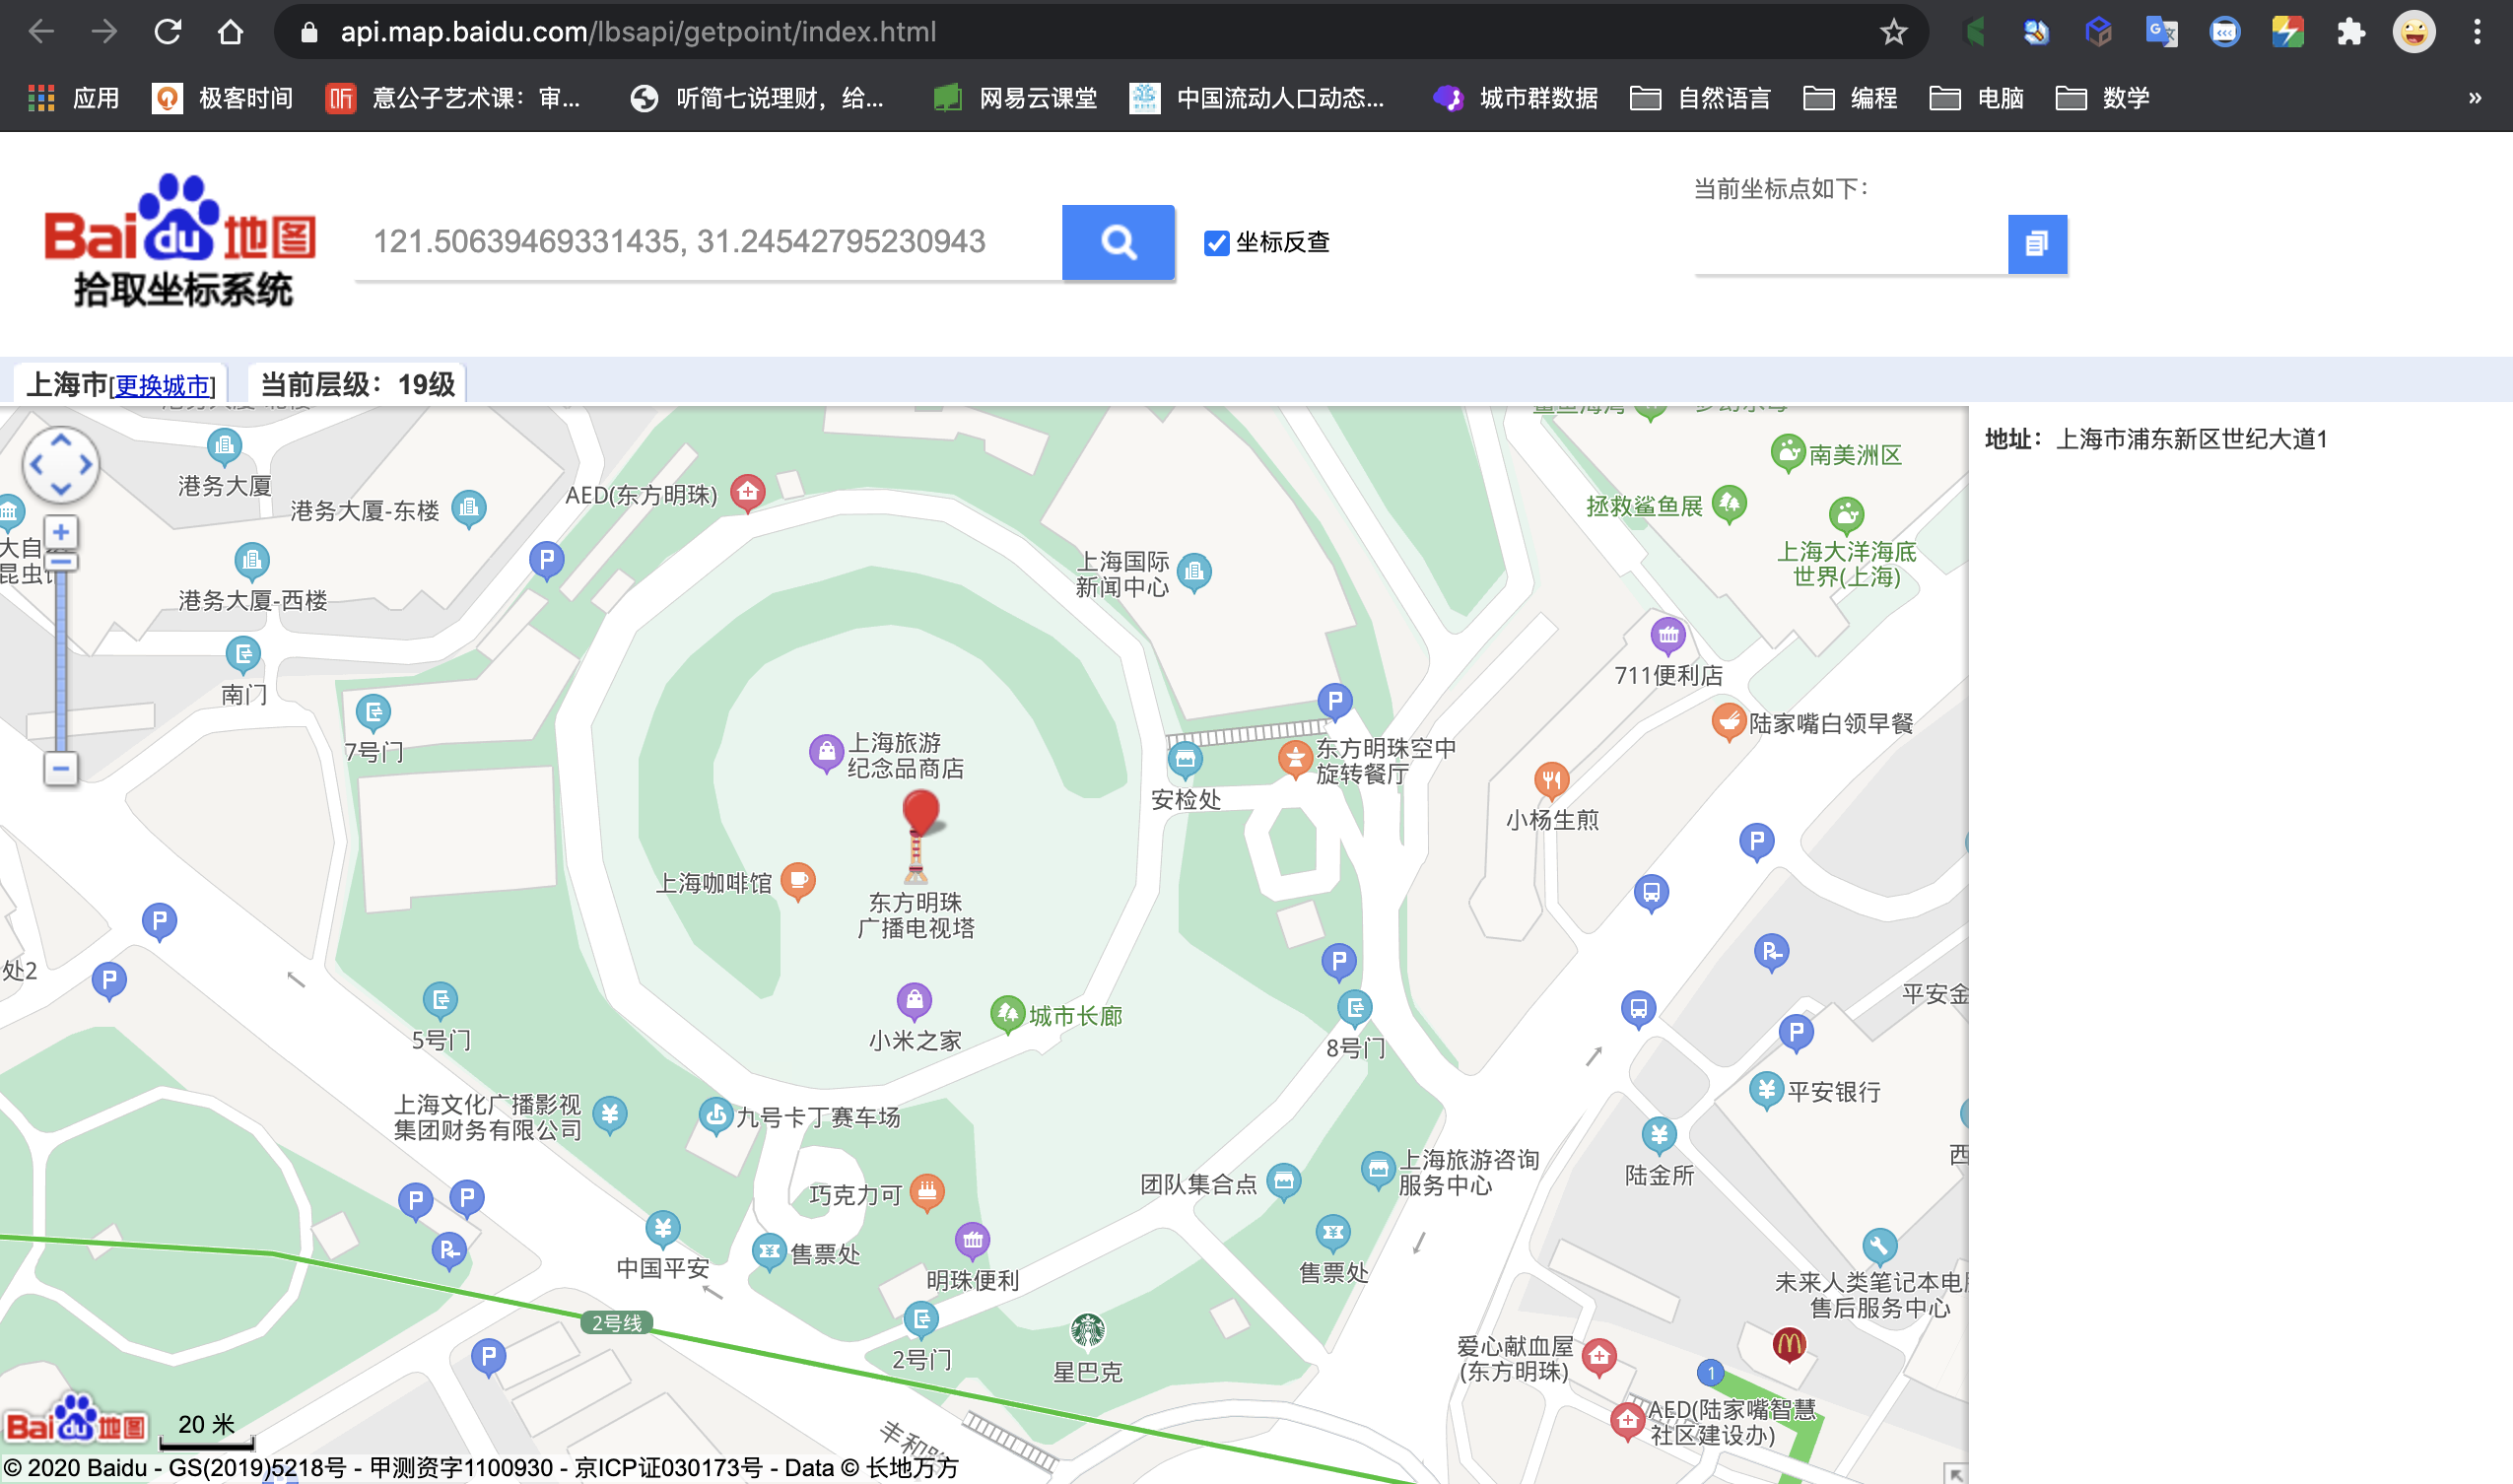 api.map.baidu.com/lbsapi/getpoint/index.html
应用
极客时间
意公子艺术课：审...
听简七说理财，给...
网易云课堂
中国流动人口动态...
城市群数据
自然语言
编程
电脑
数学
»
Baidu地图
拾取坐标系统
121.50639469331435, 31.24542795230943
坐标反查
当前坐标点如下：
上海市[更换城市]
当前层级：19级
地址：上海市浦东新区世纪大道1
南美洲区
港务大厦
AED(东方明珠)
港务大厦-东楼
拯救鲨鱼展
大自
昆虫
上海大洋海底
世界(上海)
上海国际
新闻中心
港务大厦-西楼
P
711便利店
南门
P
7号门
陆家嘴白领早餐
上海旅游
纪念品商店
东方明珠空中
旋转餐厅
安检处
小杨生煎
P
上海咖啡馆
东方明珠
广播电视塔
P
处2
P
P
平安金
5号门
小米之家
城市长廊
8号门
P
平安银行
上海文化广播影视
集团财务有限公司
九号卡丁赛车场
陆金所
西
团队集合点
上海旅游咨询
服务中心
巧克力可
P
P
中国平安
售票处
明珠便利
售票处
未来人类笔记本电
售后服务中心
2号线
P
2号门
星巴克
爱心献血屋
(东方明珠)
1
AED(陆家嘴智慧
社区建设办)
丰和路
Baidu地图
20 米
© 2020 Baidu - GS(2019)5218号 - 甲测资字1100930 - 京ICP证030173号 - Data © 长地万方